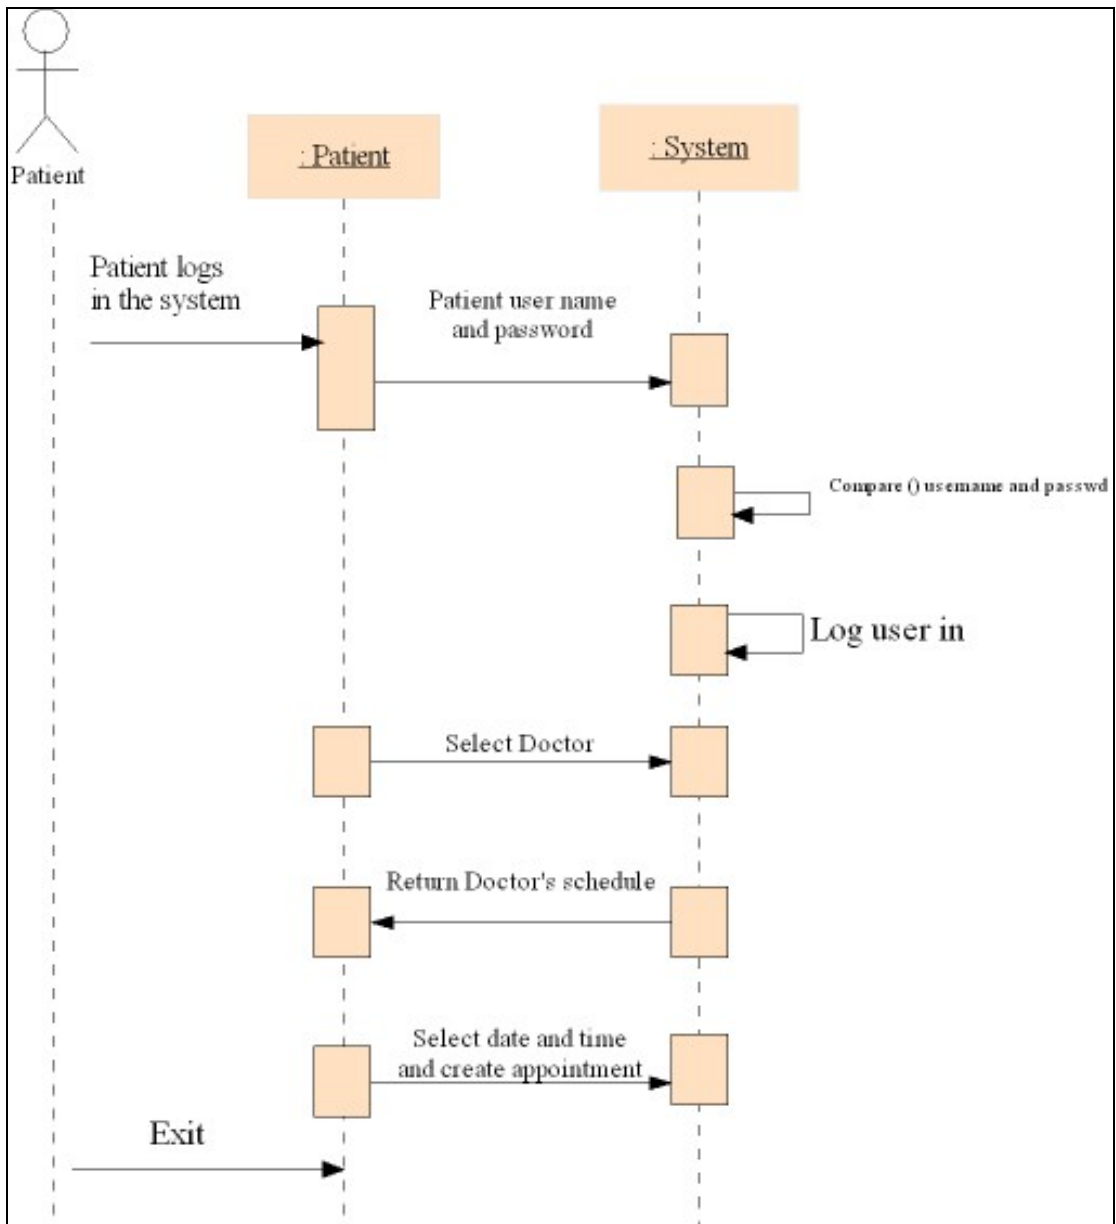 Patient
: Patient
: System
Patient logs
in the system
Patient user name
and password
Compare () username and passwd
Log user in
Select Doctor
Return Doctor's schedule
Select date and time
and create appointment
Exit